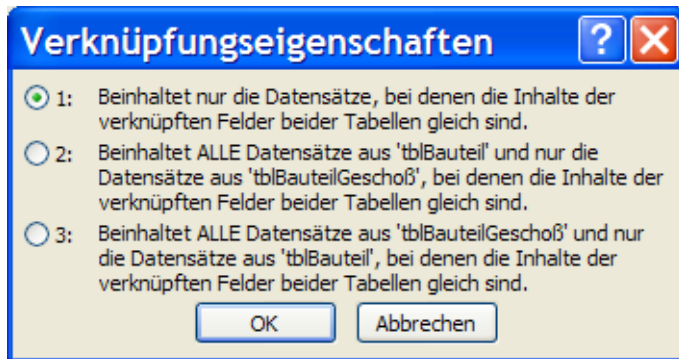 Verknüpfungseigenschaften
1: Beinhaltet nur die Datensätze, bei denen die Inhalte der
verknüpften Felder beider Tabellen gleich sind.
2: Beinhaltet ALLE Datensätze aus 'tblBauteil' und nur die
Datensätze aus 'tblBauteilGeschoß', bei denen die Inhalte der
verknüpften Felder beider Tabellen gleich sind.
3: Beinhaltet ALLE Datensätze aus 'tblBauteilGeschoß' und nur
die Datensätze aus 'tblBauteil', bei denen die Inhalte der
verknüpften Felder beider Tabellen gleich sind.
OK Abbrechen